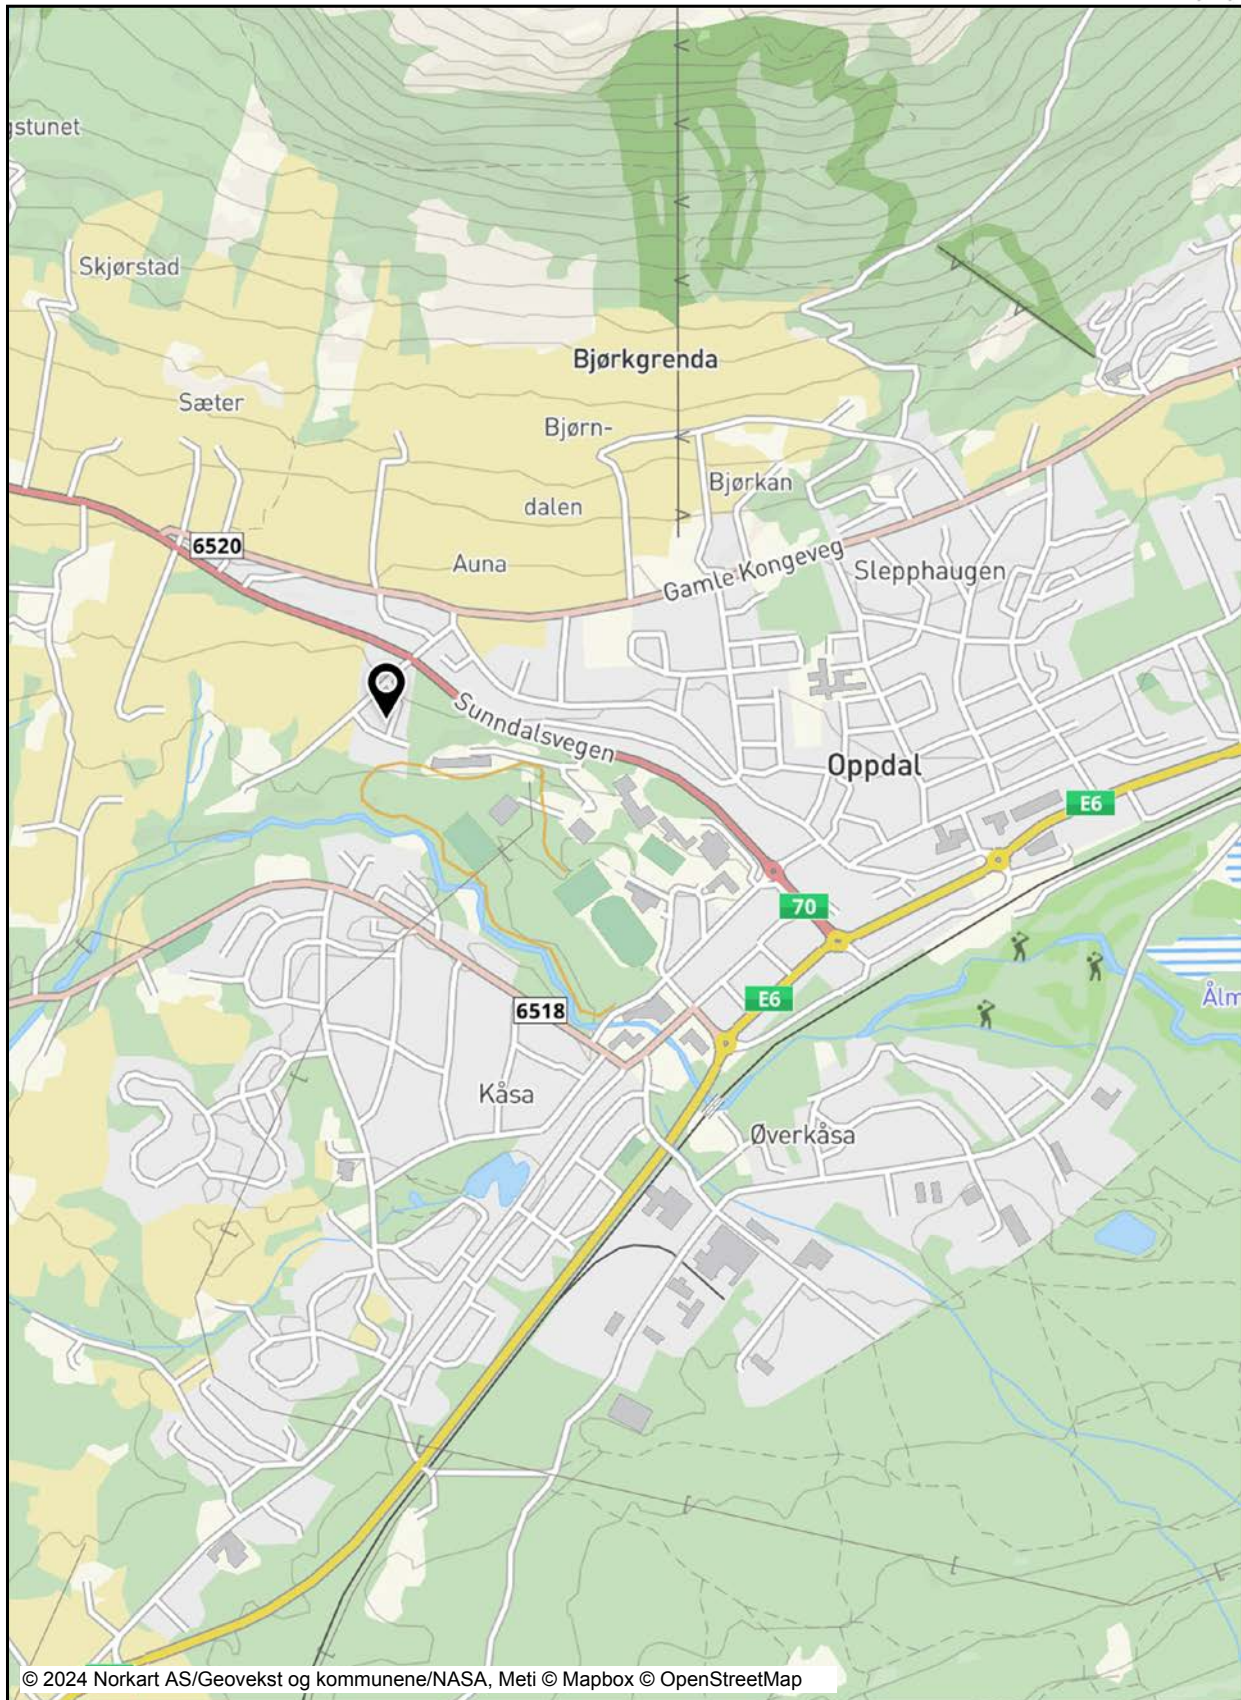 gstunet
Skjørstad
Bjørkgrenda
Sæter
Bjørn-
Bjørkån
dalen
6520
Auna
Gamle Kongeveg
Slepphaugen
Sunndalsvegen
Oppdal
E6
70
E6
Ålm
6518
Kåsa
Øverkåsa
© 2024 Norkart AS/Geovekst og kommunene/NASA, Meti © Mapbox © OpenStreetMap